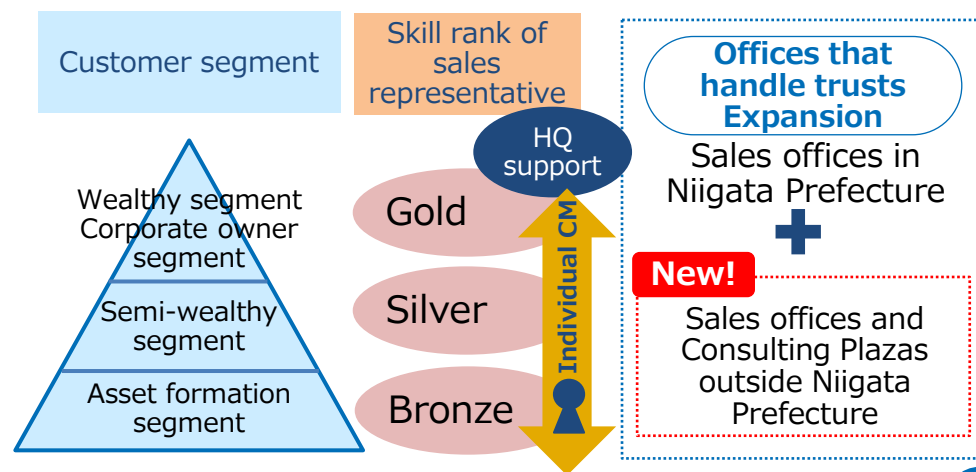 Customer segment
Skill rank of
sales
representative
HQ
support
Wealthy segment
Corporate owner
segment
Semi-wealthy
segment
Asset formation
segment
Gold
Silver
Bronze
Individual CM
Offices that
handle trusts
Expansion
Sales offices in
Niigata Prefecture
+
New!
Sales offices and
Consulting Plazas
outside Niigata
Prefecture